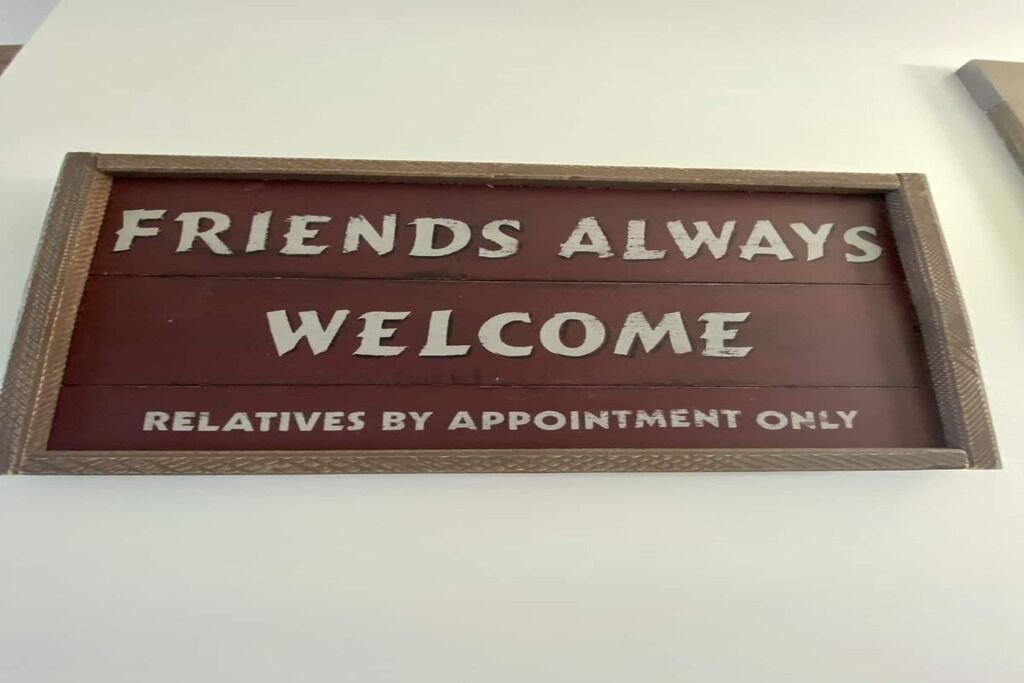 FRIENDS ALWAYS
WELCOME
RELATIVES BY APPOINTMENT ONLY